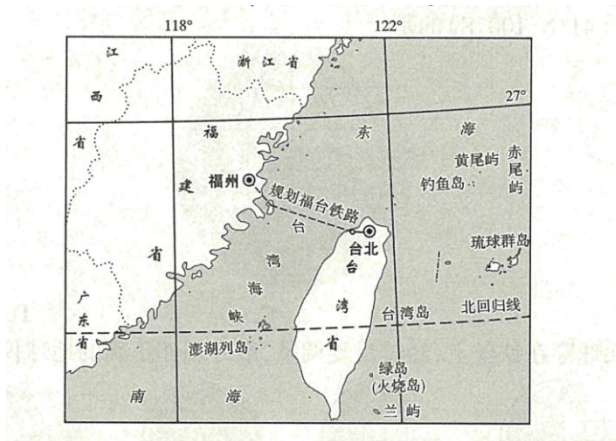 118°
122°
江
西
省
浙江省
27°
福
建
省
福州
东
海
黄尾屿
赤尾屿
钓鱼岛
规划福台铁路
台湾海峡
台北
台
湾
省
琉球群岛
台湾岛
北回归线
广东省
澎湖列岛
绿岛
(火烧岛)
兰屿
南
海